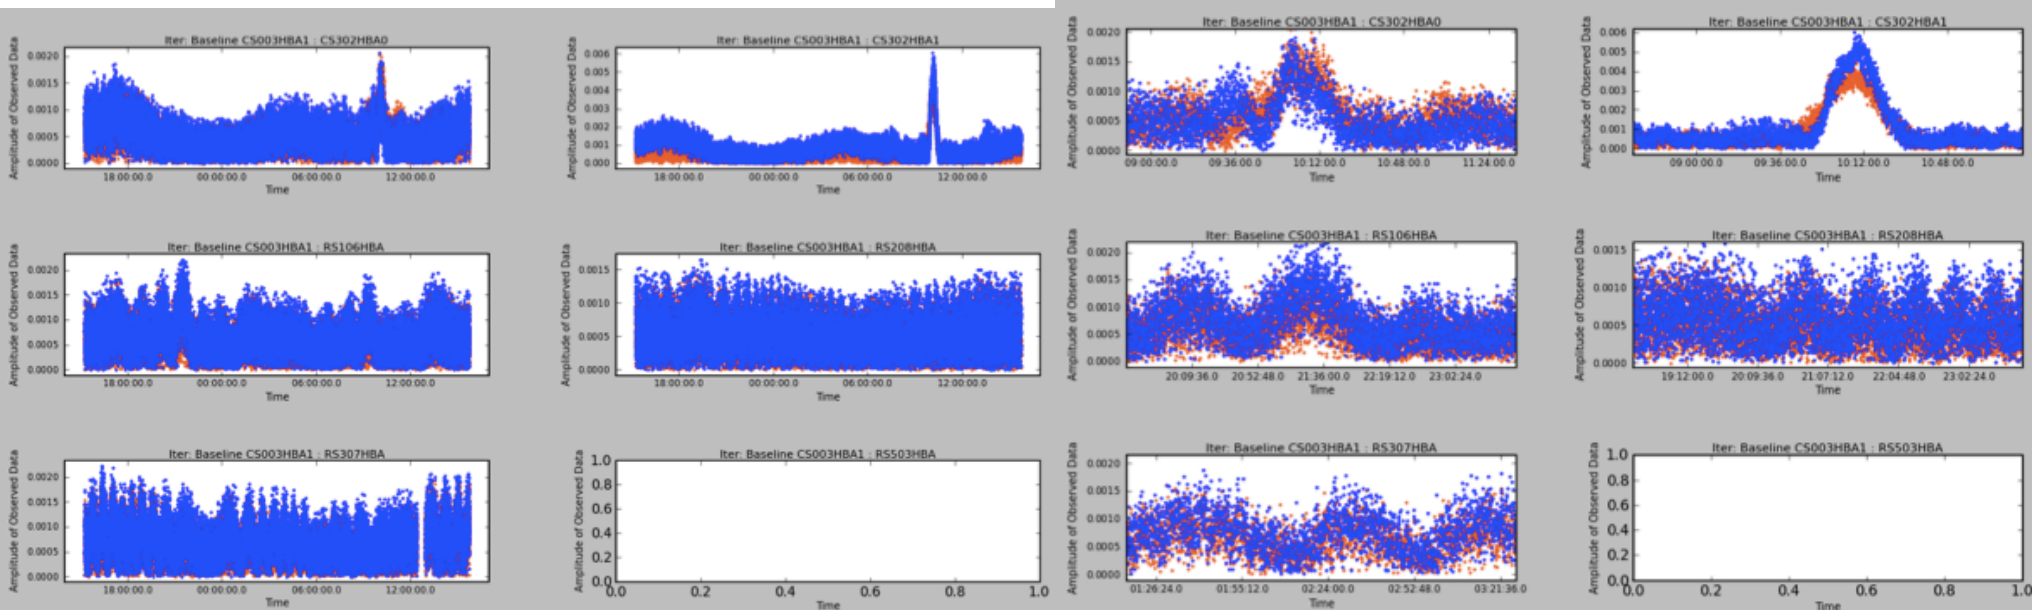 Iter: Baseline CS003HBA1 : CS302HBA0
Amplitude of Observed Data
0.0020
0.0015
0.0010
0.0005
0.0000
18:00:00.0 00:00:00.0 06:00:00.0 12:00:00.0
Time
Iter: Baseline CS003HBA1 : CS302HBA1
Amplitude of Observed Data
0.006
0.005
0.004
0.003
0.002
0.001
0.000
18:00:00.0 00:00:00.0 06:00:00.0 12:00:00.0
Time
Iter: Baseline CS003HBA1 : CS302HBA0
Amplitude of Observed Data
0.0020
0.0015
0.0010
0.0005
0.0000
09:00:00.0 09:36:00.0 10:12:00.0 10:48:00.0 11:24:00.0
Time
Iter: Baseline CS003HBA1 : CS302HBA1
Amplitude of Observed Data
0.006
0.005
0.004
0.003
0.002
0.001
0.000
09:00:00.0 09:36:00.0 10:12:00.0 10:48:00.0
Time
Iter: Baseline CS003HBA1 : RS106HBA
Amplitude of Observed Data
0.0020
0.0015
0.0010
0.0005
0.0000
18:00:00.0 00:00:00.0 06:00:00.0 12:00:00.0
Time
Iter: Baseline CS003HBA1 : RS208HBA
Amplitude of Observed Data
0.0015
0.0010
0.0005
0.0000
18:00:00.0 00:00:00.0 06:00:00.0 12:00:00.0
Time
Iter: Baseline CS003HBA1 : RS106HBA
Amplitude of Observed Data
0.0020
0.0015
0.0010
0.0005
0.0000
20:09:36.0 20:52:48.0 21:36:00.0 22:19:12.0 23:02:24.0
Time
Iter: Baseline CS003HBA1 : RS208HBA
Amplitude of Observed Data
0.0015
0.0010
0.0005
0.0000
19:12:00.0 20:09:36.0 21:07:12.0 22:04:48.0 23:02:24.0
Time
Iter: Baseline CS003HBA1 : RS307HBA
Amplitude of Observed Data
0.0020
0.0015
0.0010
0.0005
0.0000
18:00:00.0 00:00:00.0 06:00:00.0 12:00:00.0
Time
Iter: Baseline CS003HBA1 : RS503HBA
Amplitude of Observed Data
1.0
0.8
0.6
0.4
0.2
0.0
0.0 0.2 0.4 0.6 0.8 1.0
Time
Iter: Baseline CS003HBA1 : RS307HBA
Amplitude of Observed Data
0.0020
0.0015
0.0010
0.0005
0.0000
01:26:24.0 01:55:12.0 02:24:00.0 02:52:48.0 03:21:36.0
Time
Iter: Baseline CS003HBA1 : RS503HBA
Amplitude of Observed Data
1.0
0.8
0.6
0.4
0.2
0.0
0.0 0.2 0.4 0.6 0.8 1.0
Time